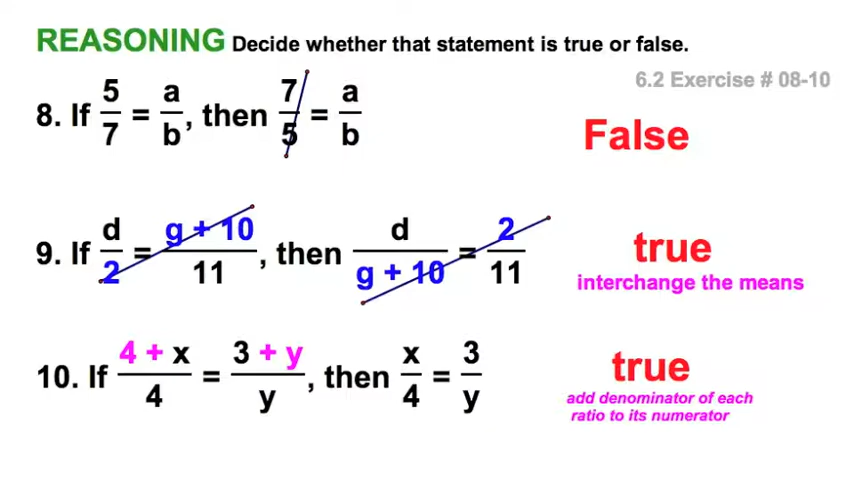 REASONING Decide whether that statement is true or false.
6.2 Exercise # 08-10
8. If 5/7 = a/b, then 7/5 = a/b
False
9. If d/2 = g + 10/11, then d/g + 10 = 2/11
true
interchange the means
10. If 4 + x/4 = 3 + y/y, then x/4 = 3/y
true
add denominator of each
ratio to its numerator